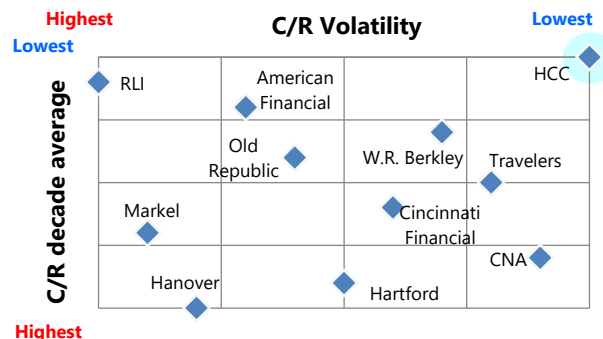 Highest
C/R Volatility
Lowest
Lowest
RLI
American
Financial
HCC
Old
Republic
W.R. Berkley
Travelers
C/R decade average
Markel
Cincinnati
Financial
CNA
Hanover
Hartford
Highest